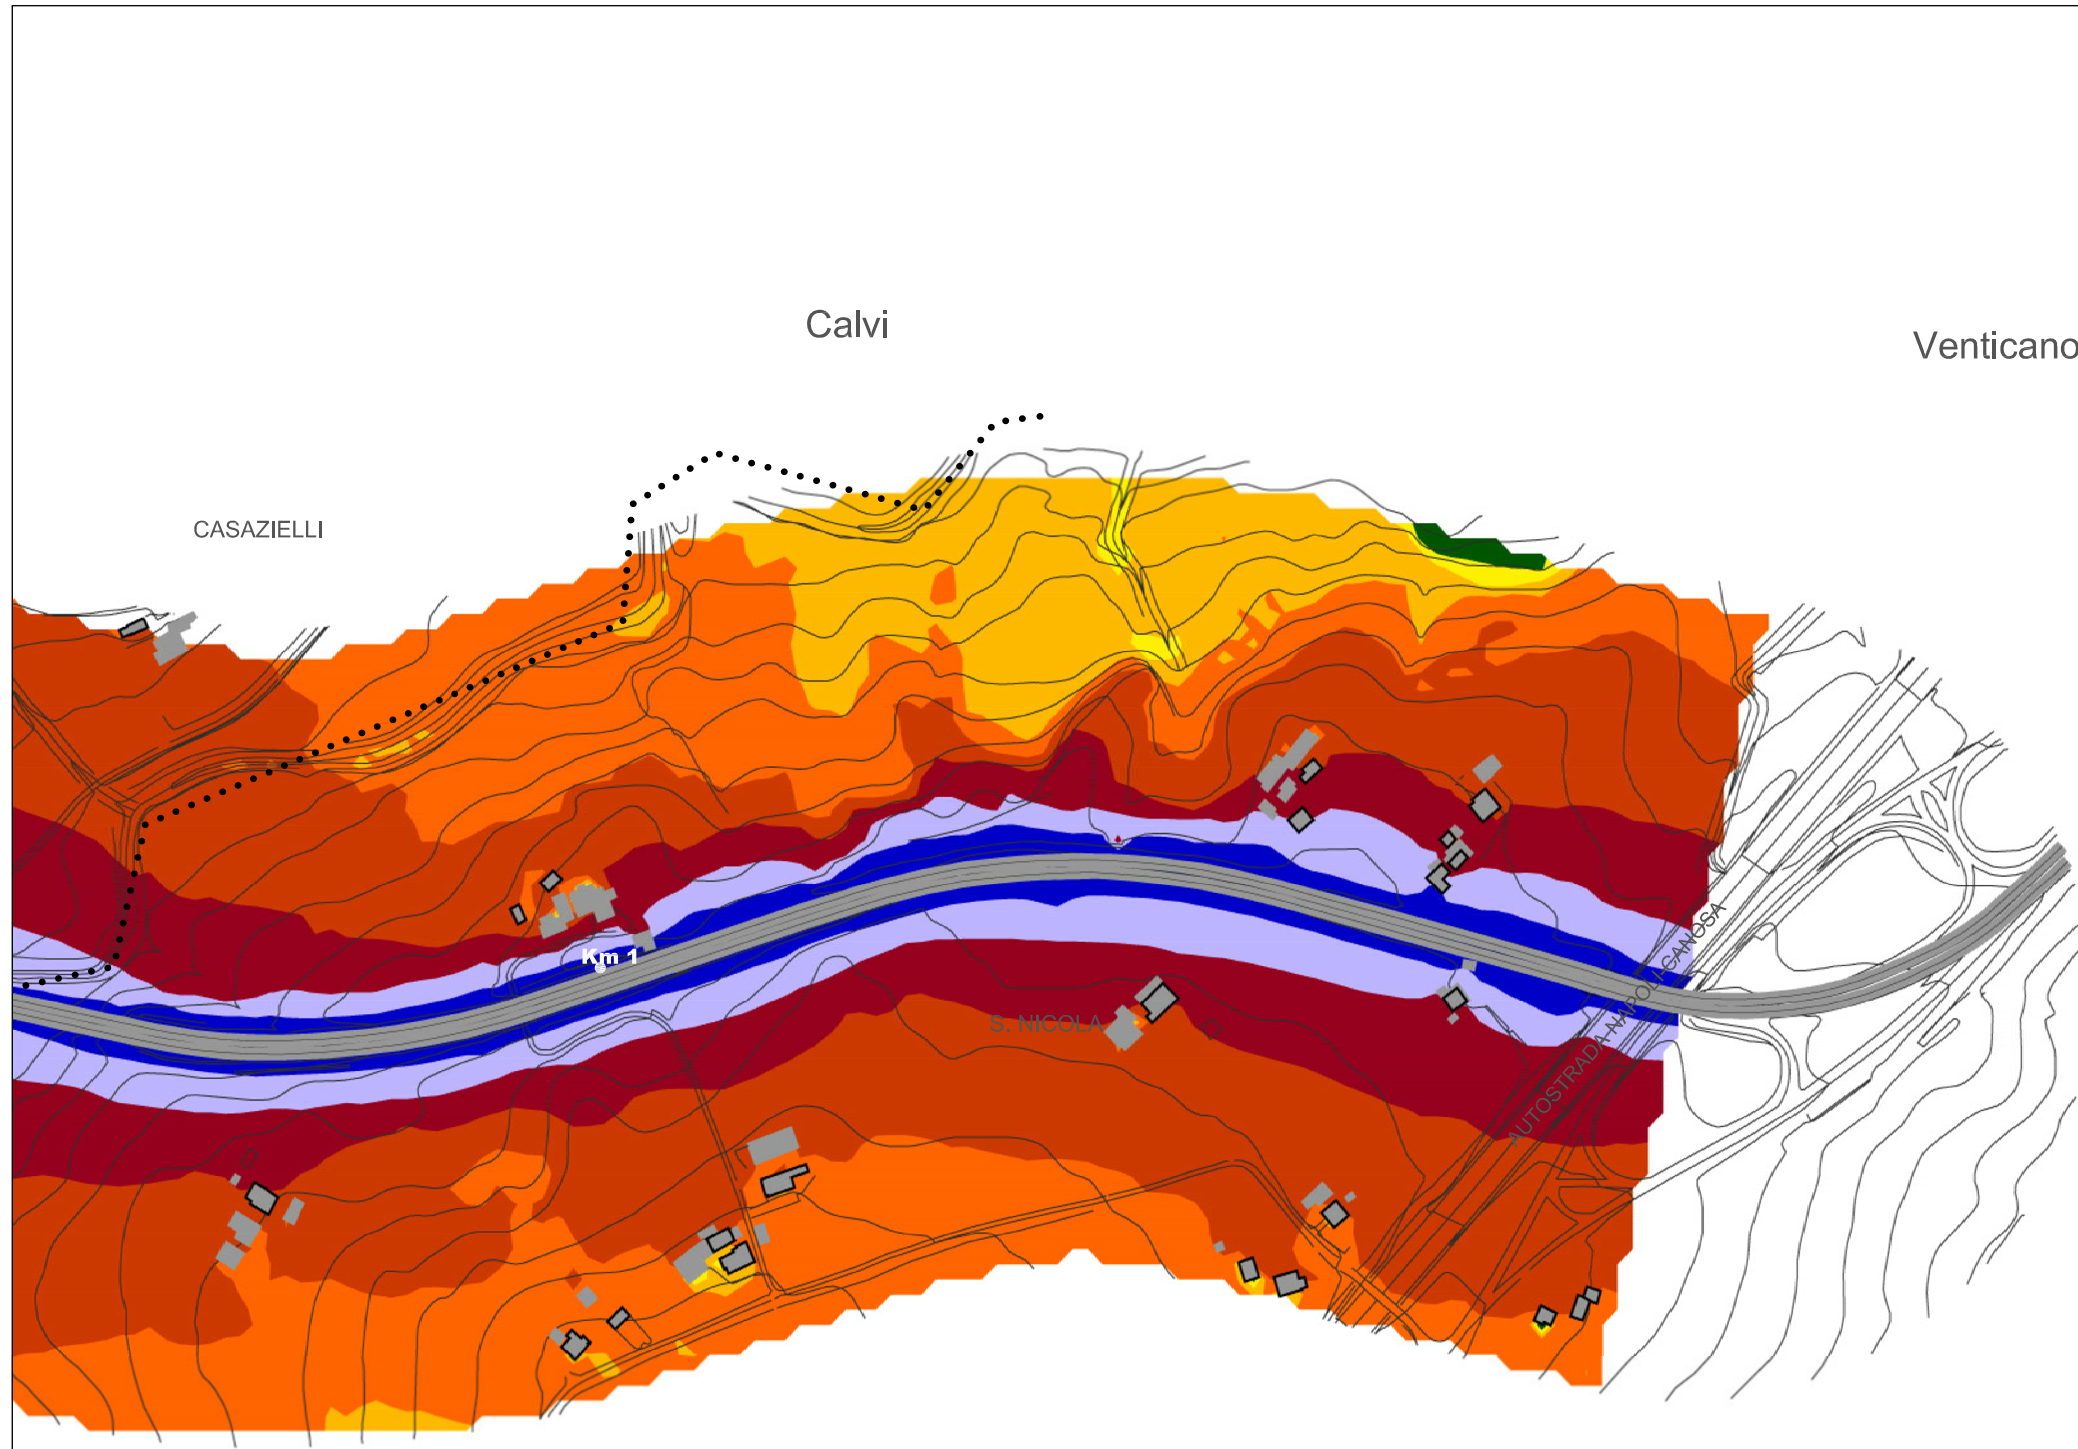 Calvi
Venticano
CASAZIELLI
Km 1
S. NICOLA
AUTOSTRADA NAPOLI-CANOSA